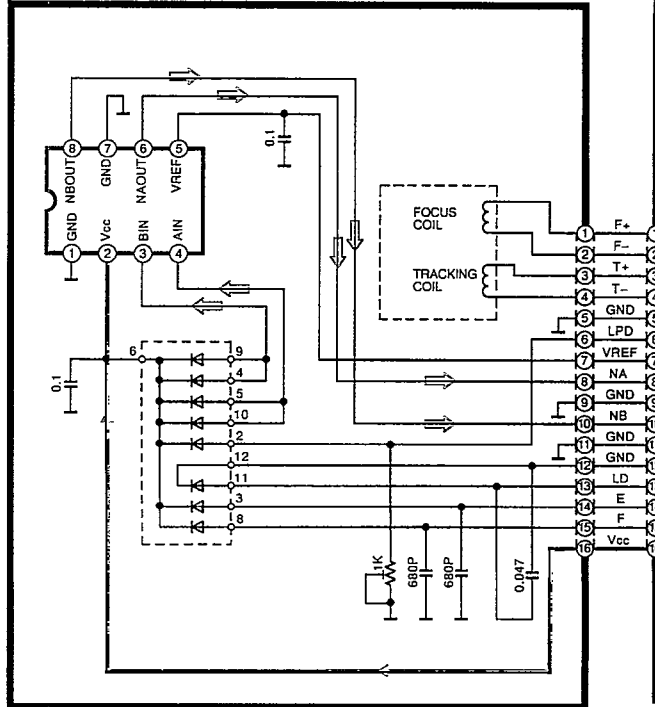 8 7 6 5
NBOUT GND NAOUT VREF
GND Vcc BIN AIN
1 2 3 4
0.1
FOCUS
COIL
TRACKING
COIL
1 F+
2 F−
3 T+
4 T−
5 GND
6 LPD
7 VREF
8 NA
9 GND
10 NB
11 GND
12 GND
13 LD
14 E
15 F
16 Vcc
0.1
6
9
4
5
10
2
12
11
3
8
1K
680P
680P
0.047